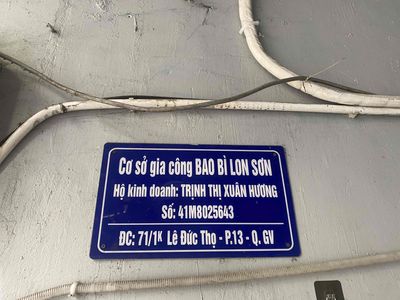 Cơ sở gia công BAO BÌ LON SƠN
Hộ kinh doanh: TRỊNH THỊ XUÂN HƯƠNG
Số: 41M8025643
ĐC: 71/1K Lê Đức Thọ - P.13 - Q. GV